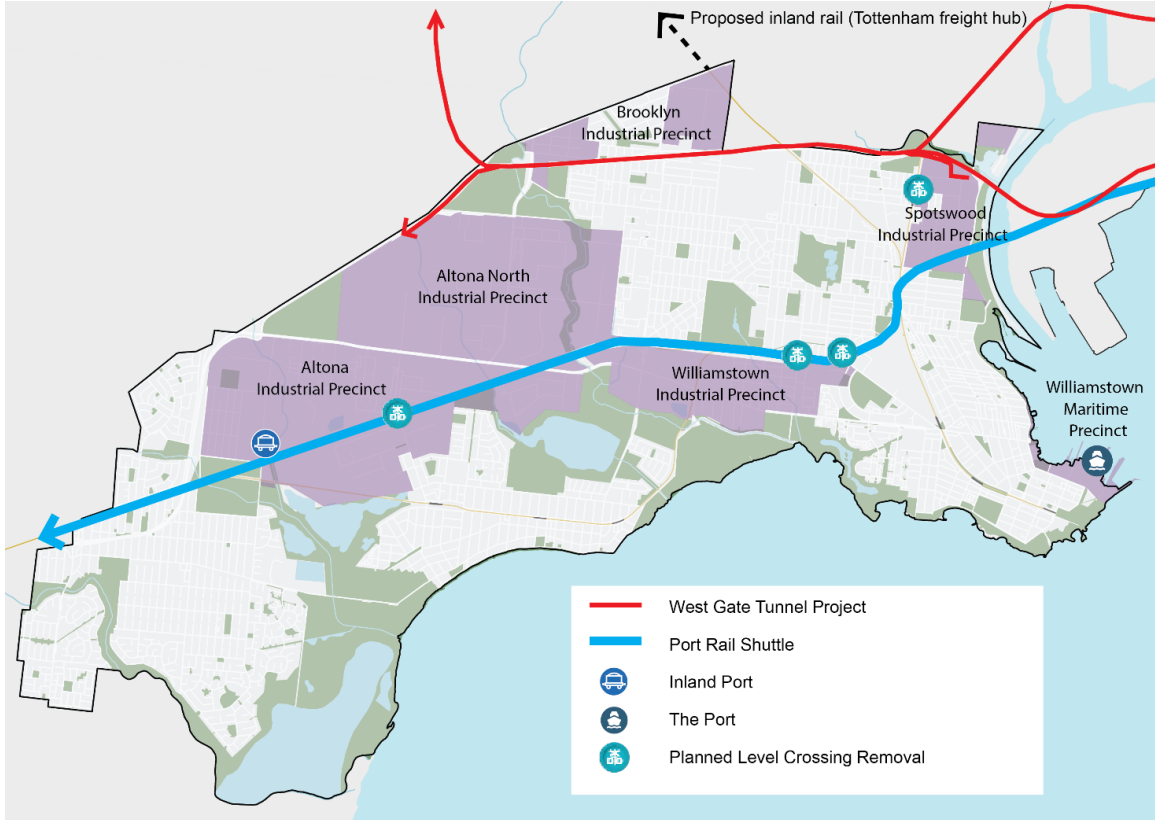 Proposed inland rail (Tottenham freight hub)
Brooklyn
Industrial Precinct
Spotswood
Industrial Precinct
Altona North
Industrial Precinct
Altona
Industrial Precinct
Williamstown
Industrial Precinct
Williamstown
Maritime
Precinct
West Gate Tunnel Project
Port Rail Shuttle
Inland Port
The Port
Planned Level Crossing Removal